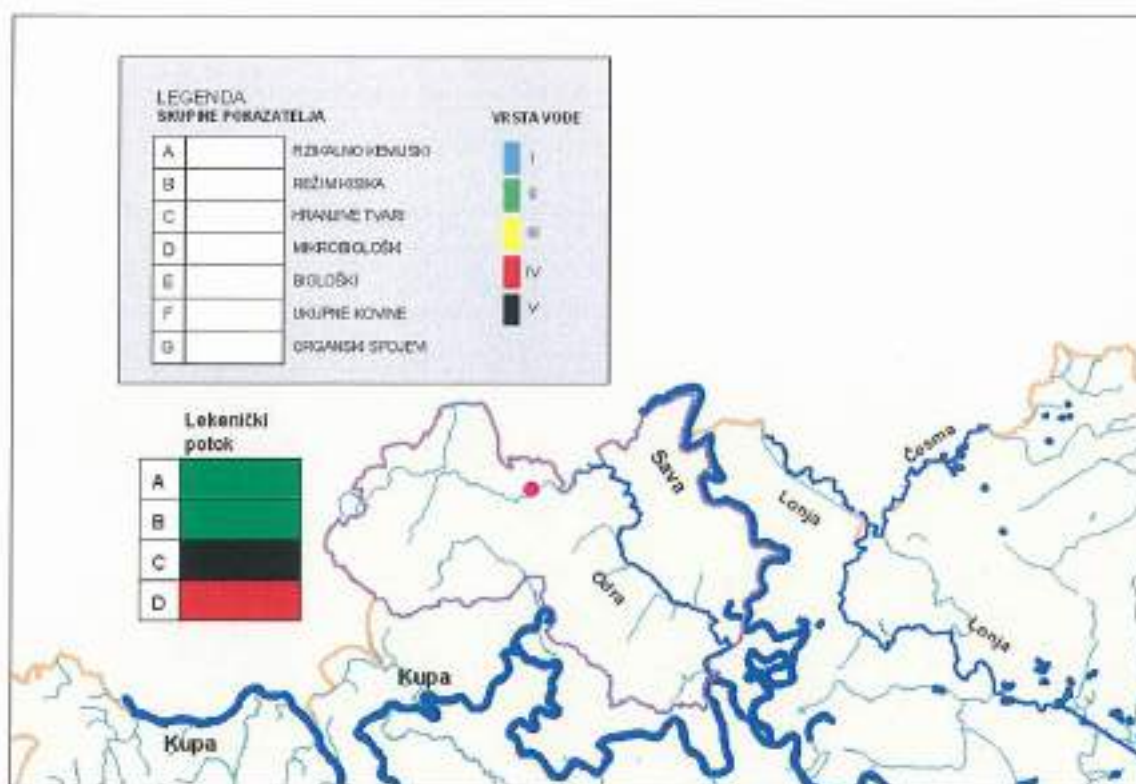 LEGENDA
SKUPINE POKAZATELJA
VRSTA VODE
A FIZIKALNO KEMIJSKI
B REŽIM KISIKA
C HRANJIVE TVARI
D MIKROBIOLOŠKI
E BIOLOŠKI
F UKUPNE KOVINE
G ORGANSKI SPOJEVI
I
II
III
IV
V
Lekenički
potok
A
B
C
D
Sava
Česma
Lonja
Odra
Lonja
Kupa
Kupa